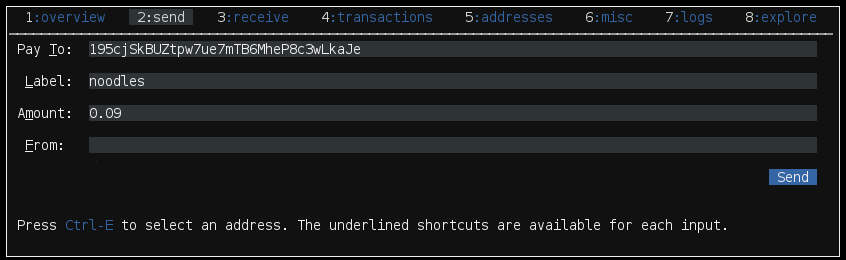 1:overview 2:send 3:receive 4:transactions 5:addresses 6:misc 7:logs 8:explore
Pay To: 195cjSkBUZtpw7ue7mTB6MheP8c3wLkaJe
Label: noodles
Amount: 0.09
From:
Send
Press Ctrl-E to select an address. The underlined shortcuts are available for each input.